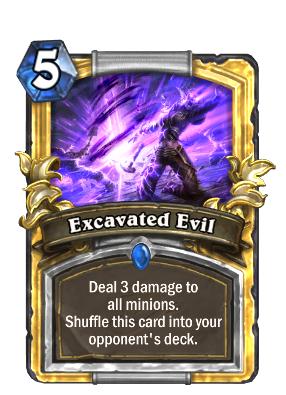 5
Excavated Evil
Deal 3 damage to
all minions.
Shuffle this card into your
opponent's deck.